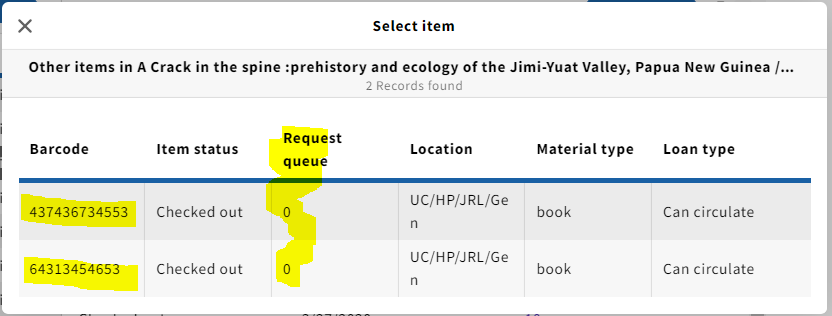 Select item
Other items in A Crack in the spine :prehistory and ecology of the Jimi-Yuat Valley, Papua New Guinea /...
2 Records found
Barcode Item status Request queue Location Material type Loan type
437436734553 Checked out 0 UC/HP/JRL/Gen book Can circulate
64313454653 Checked out 0 UC/HP/JRL/Gen book Can circulate